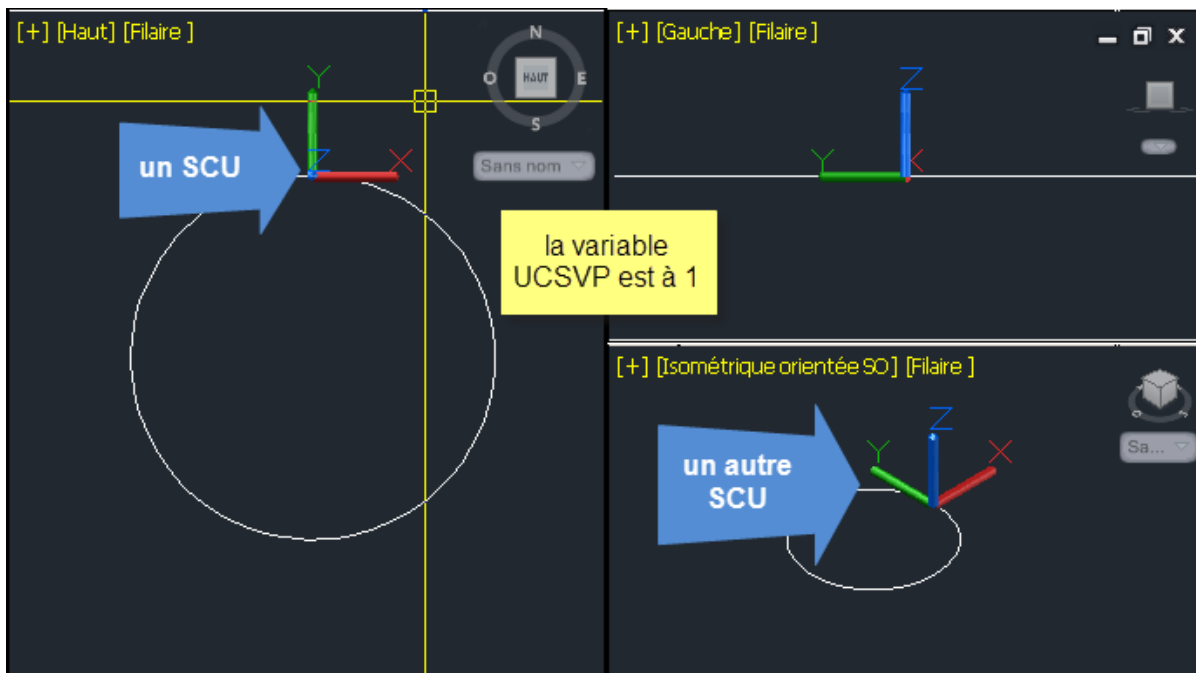 [+] [Haut] [Filaire ]
N
O
HAUT
E
S
Sans nom
Y
Z
X
un SCU
la variable
UCSVP est à 1
[+] [Gauche] [Filaire ]
Z
Y
X
[+] [Isométrique orientée SO] [Filaire ]
Z
Y
X
Sa...
un autre
SCU